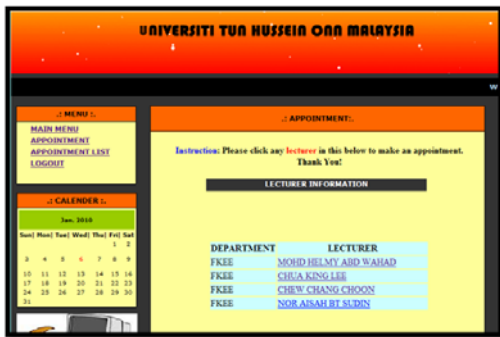 UNIVERSITI TUN HUSSEIN ONN MALAYSIA
W
.: MENU :.
MAIN MENU
APPOINTMENT
APPOINTMENT LIST
LOGOUT
.: CALENDER :.
Jan. 2010
Sun| Mon| Tue| Wed| Thu| Fri| Sat
1 2
3 4 5 6 7 8 9
10 11 12 13 14 15 16
17 18 19 20 21 22 23
24 25 26 27 28 29 30
31
.: APPOINTMENT:.
Instruction: Please click any lecturer in this below to make an appointment.
Thank You!
LECTURER INFORMATION
DEPARTMENT LECTURER
FKEE MOHD HELMY ABD WAHAD
FKEE CHUA KING LEE
FKEE CHEW CHANG CHOON
FKEE NOR AISAH BT SUDIN